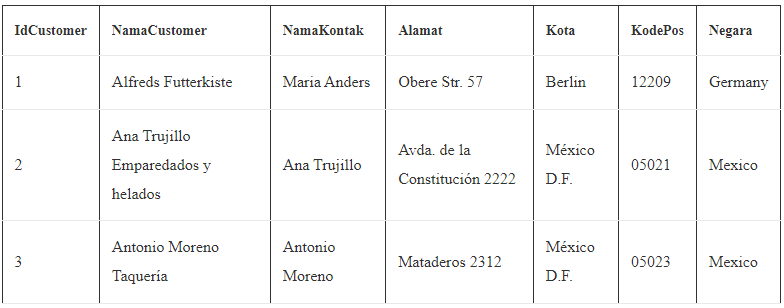 IdCustomer NamaCustomer NamaKontak Alamat Kota KodePos Negara
1 Alfreds Futterkiste Maria Anders Obere Str. 57 Berlin 12209 Germany
Ana Trujillo
Emparedados y
helados
2 Ana Trujillo
Avda. de la
Constitución 2222
México
D.F.
05021 Mexico
3
Antonio Moreno
Taquería
Antonio
Moreno
Mataderos 2312
México
D.F.
05023 Mexico